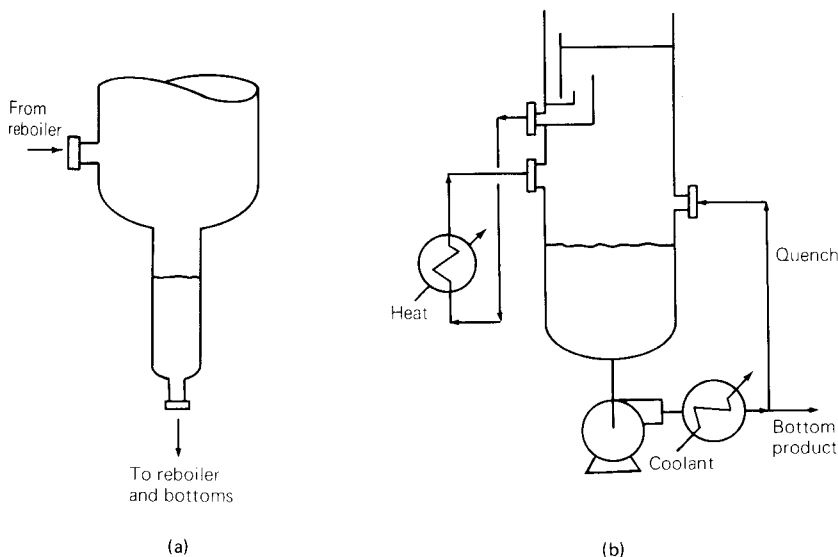 From
reboiler
To reboiler
and bottoms
(a)
Heat
Quench
Coolant
Bottom
product
(b)